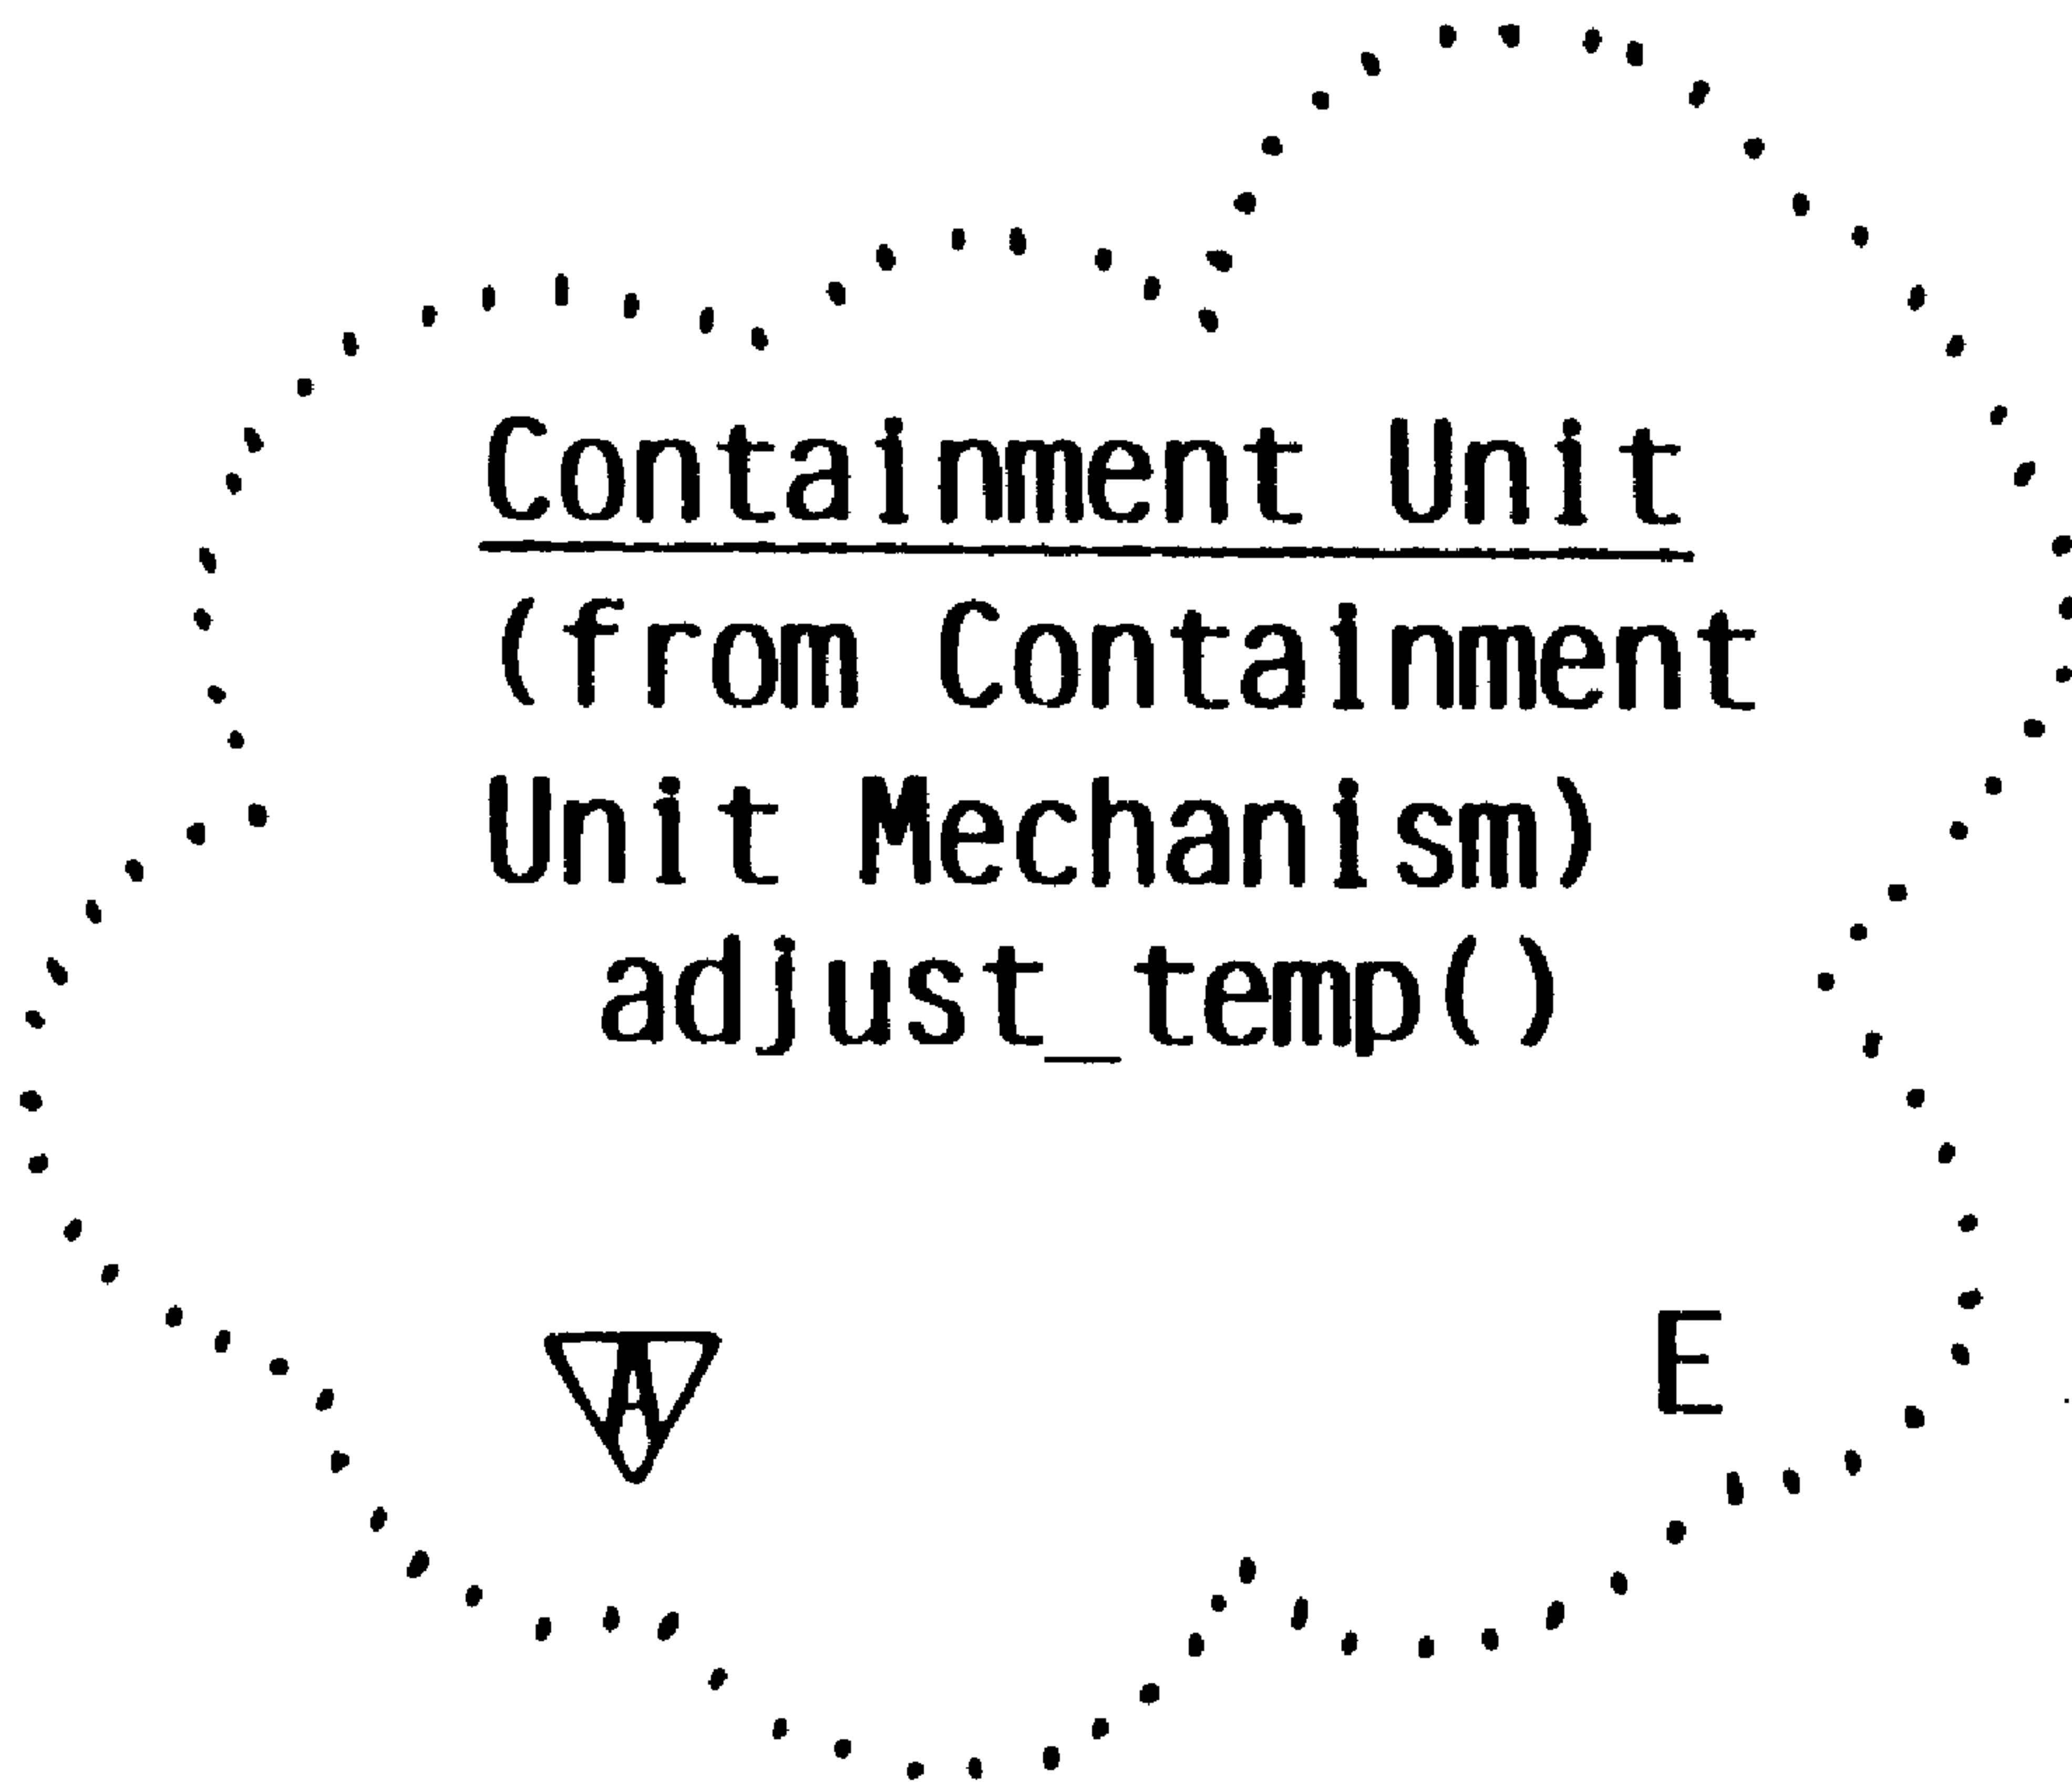 Containment Unit
(from Containment
Unit Mechanism)
adjust_temp()
A
E